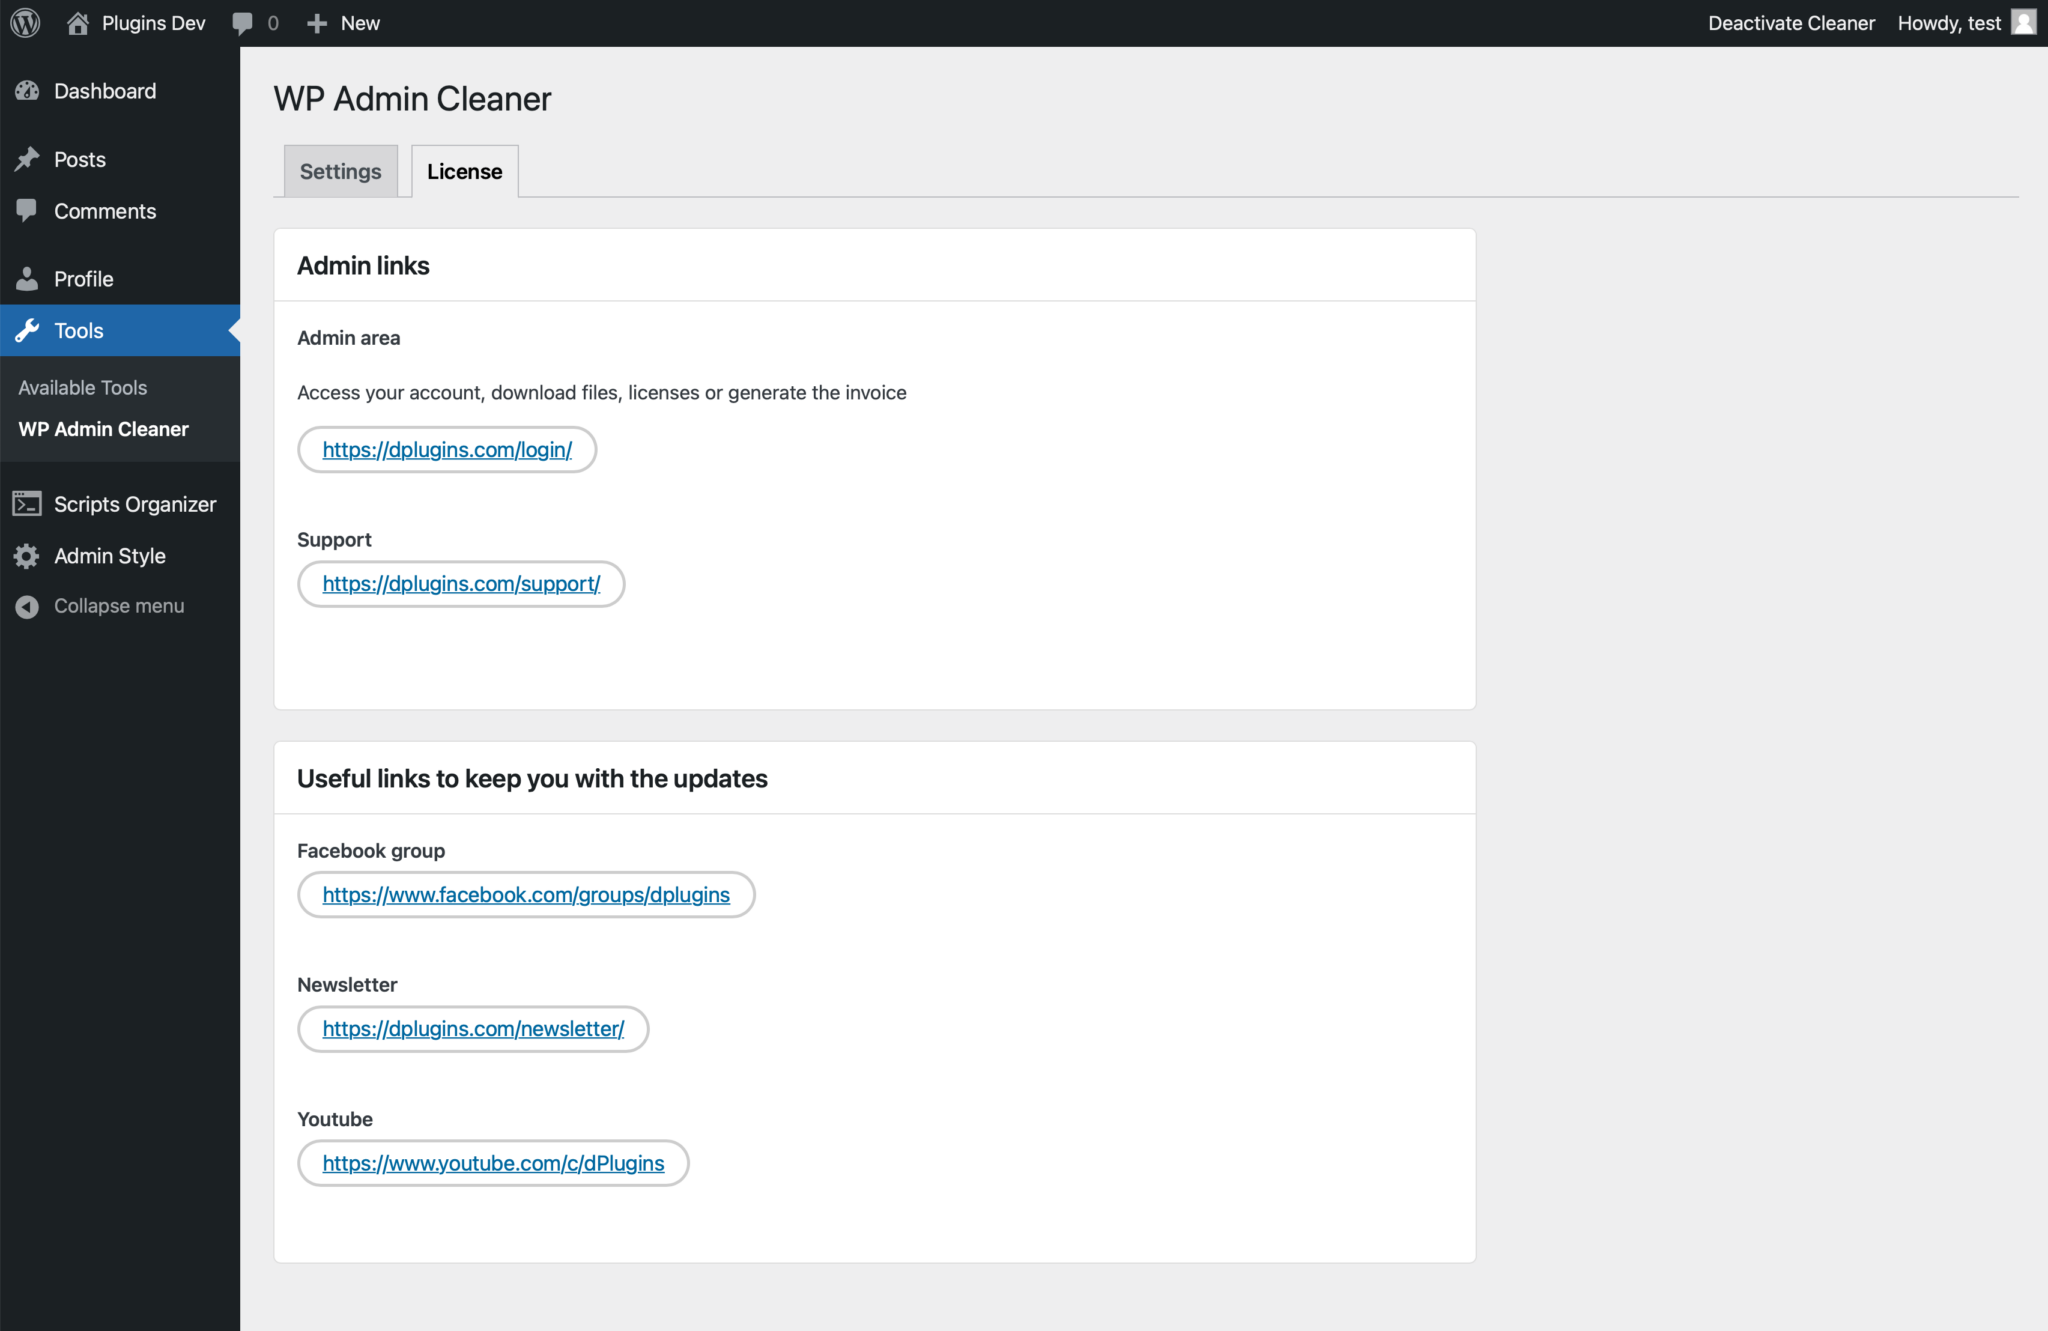 Plugins Dev 0 New Deactivate Cleaner Howdy, test
Dashboard
Posts
Comments
Profile
Tools
Available Tools
WP Admin Cleaner
Scripts Organizer
Admin Style
Collapse menu
WP Admin Cleaner
Settings License
Admin links
Admin area
Access your account, download files, licenses or generate the invoice
https://dplugins.com/login/
Support
https://dplugins.com/support/
Useful links to keep you with the updates
Facebook group
https://www.facebook.com/groups/dplugins
Newsletter
https://dplugins.com/newsletter/
Youtube
https://www.youtube.com/c/dPlugins